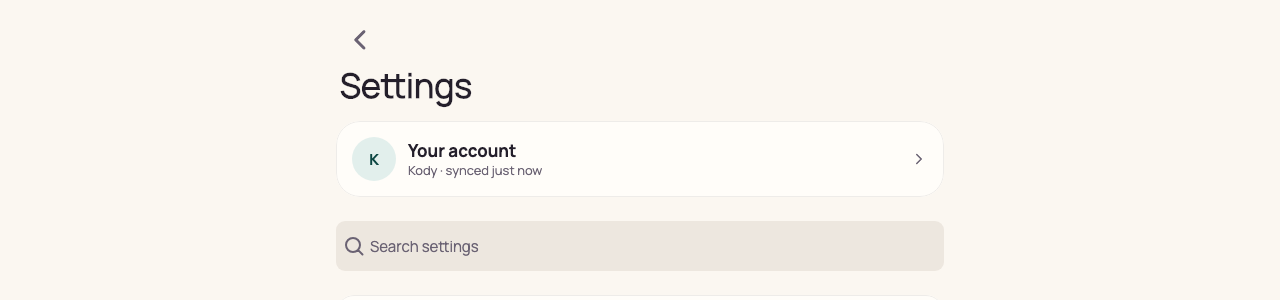 Settings
K
Your account
Kody · synced just now
Search settings